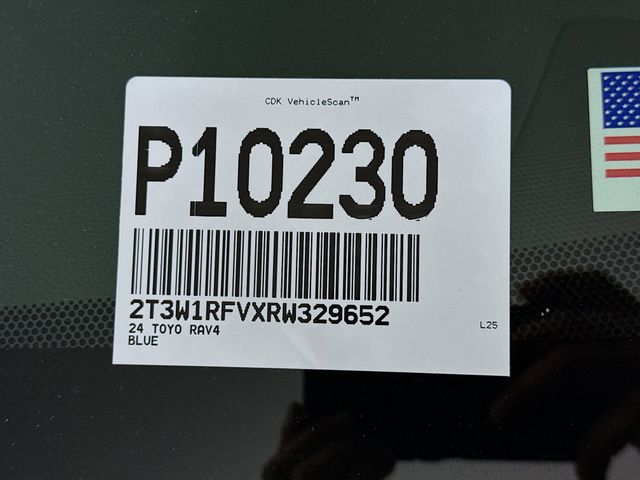 CDK VehicleScan™
P10230
2T3W1RFVXRW329652
24 TOYO RAV4
BLUE
L25